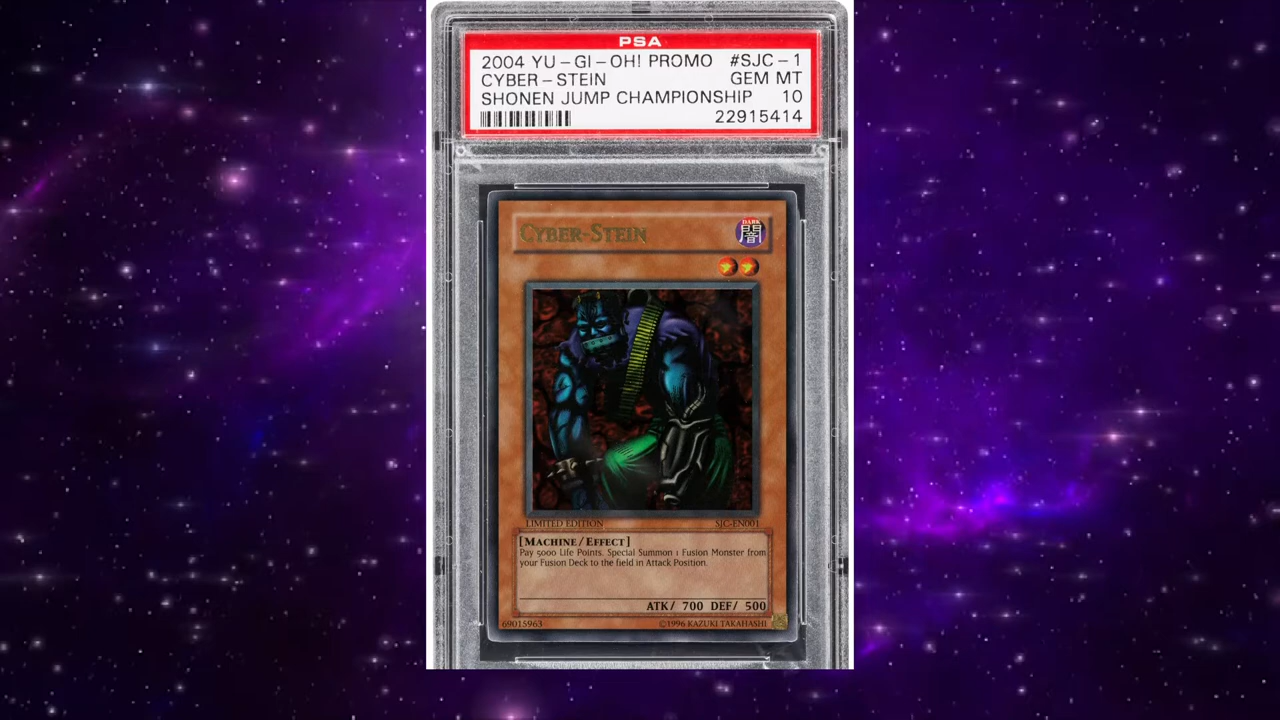 PSA
2004 YU-GI-OH! PROMO #SJC-1
CYBER-STEIN GEM MT
SHONEN JUMP CHAMPIONSHIP 10
22915414
CYBER-STEIN
DARK
闇
LIMITED EDITION SJC-EN001
[MACHINE/EFFECT]
Pay 5000 Life Points. Special Summon 1 Fusion Monster from
your Fusion Deck to the field in Attack Position.
ATK/ 700 DEF/ 500
69015963 ©1996 KAZUKI TAKAHASHI